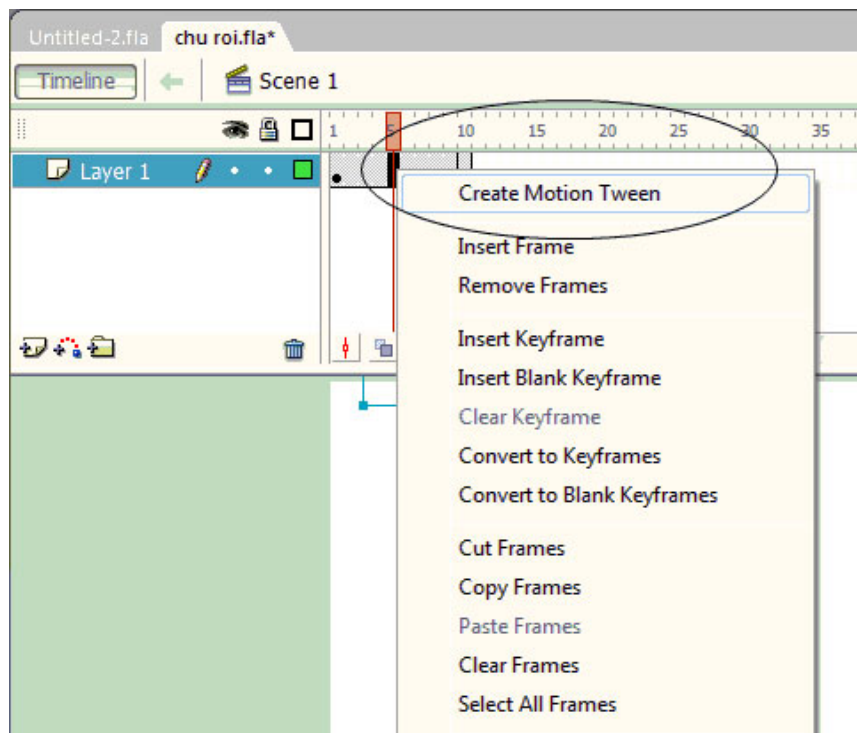 Untitled-2.fla chu roi.fla*
Timeline Scene 1
1 5 10 15 20 25 30 35
Layer 1
Create Motion Tween
Insert Frame
Remove Frames
Insert Keyframe
Insert Blank Keyframe
Clear Keyframe
Convert to Keyframes
Convert to Blank Keyframes
Cut Frames
Copy Frames
Paste Frames
Clear Frames
Select All Frames